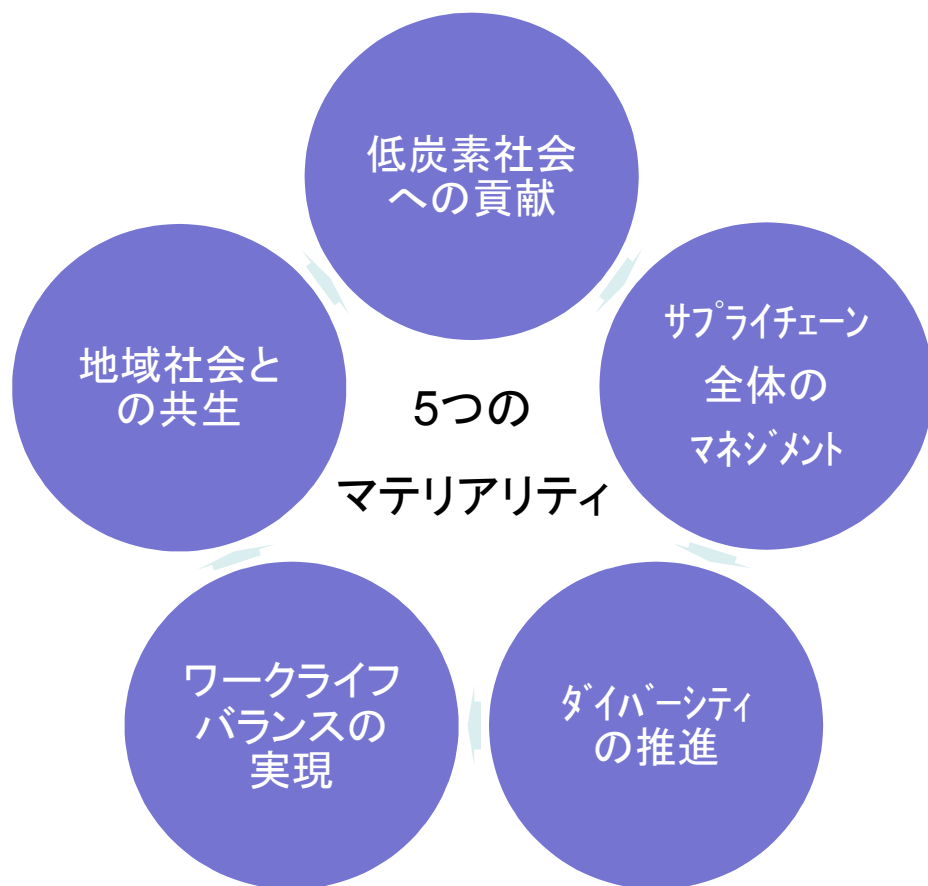 低炭素社会
への貢献
サプライチェーン
全体の
マネジメント
地域社会と
の共生
5つの
マテリアリティ
ワークライフ
バランスの
実現
ダイバーシティ
の推進